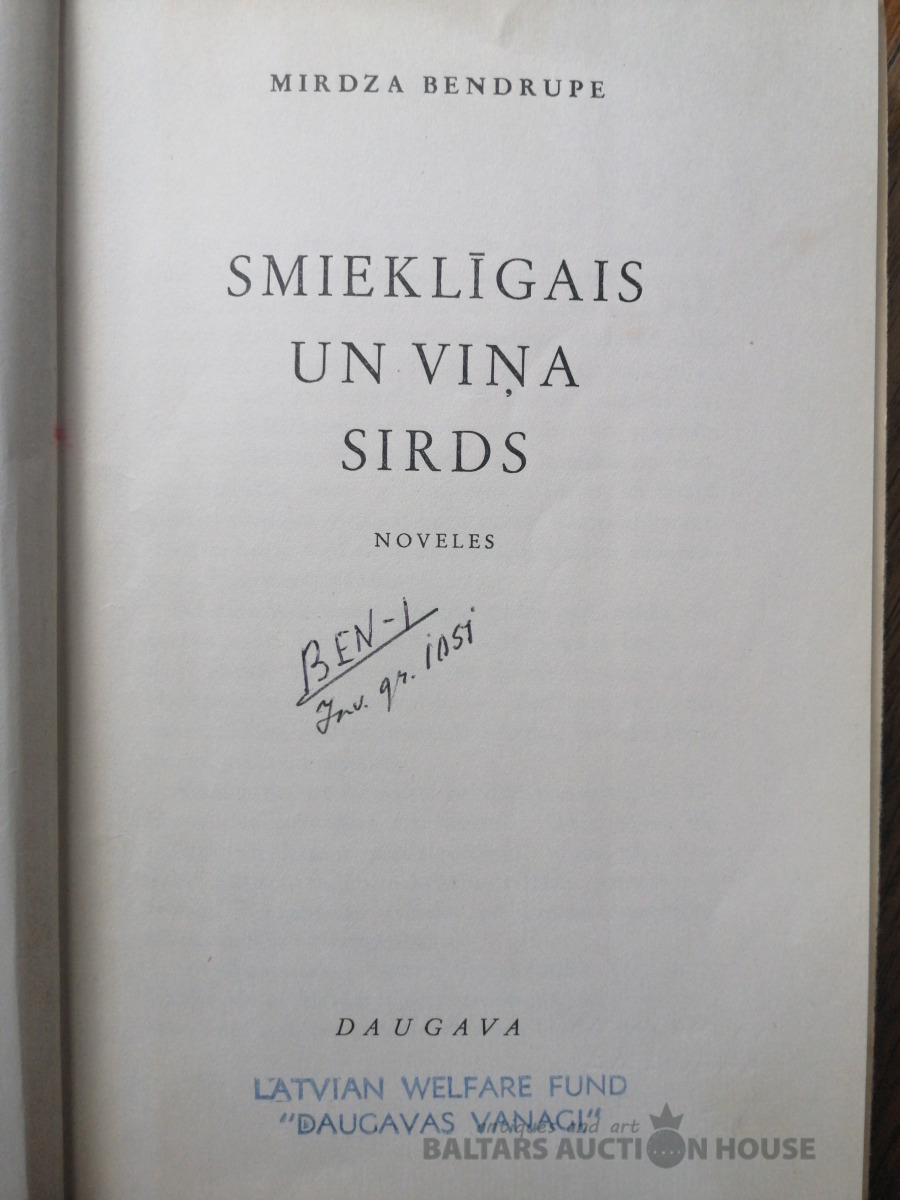 MIRDZA BENDRUPE
SMIEKLĪGAIS
UN VIŅA
SIRDS
NOVELES
BEN-1
Inv. gr. 1051
DAUGAVA
LATVIAN WELFARE FUND
"DAUGAVAS VANAGI"
antiques and art
BALTARS AUCTION HOUSE